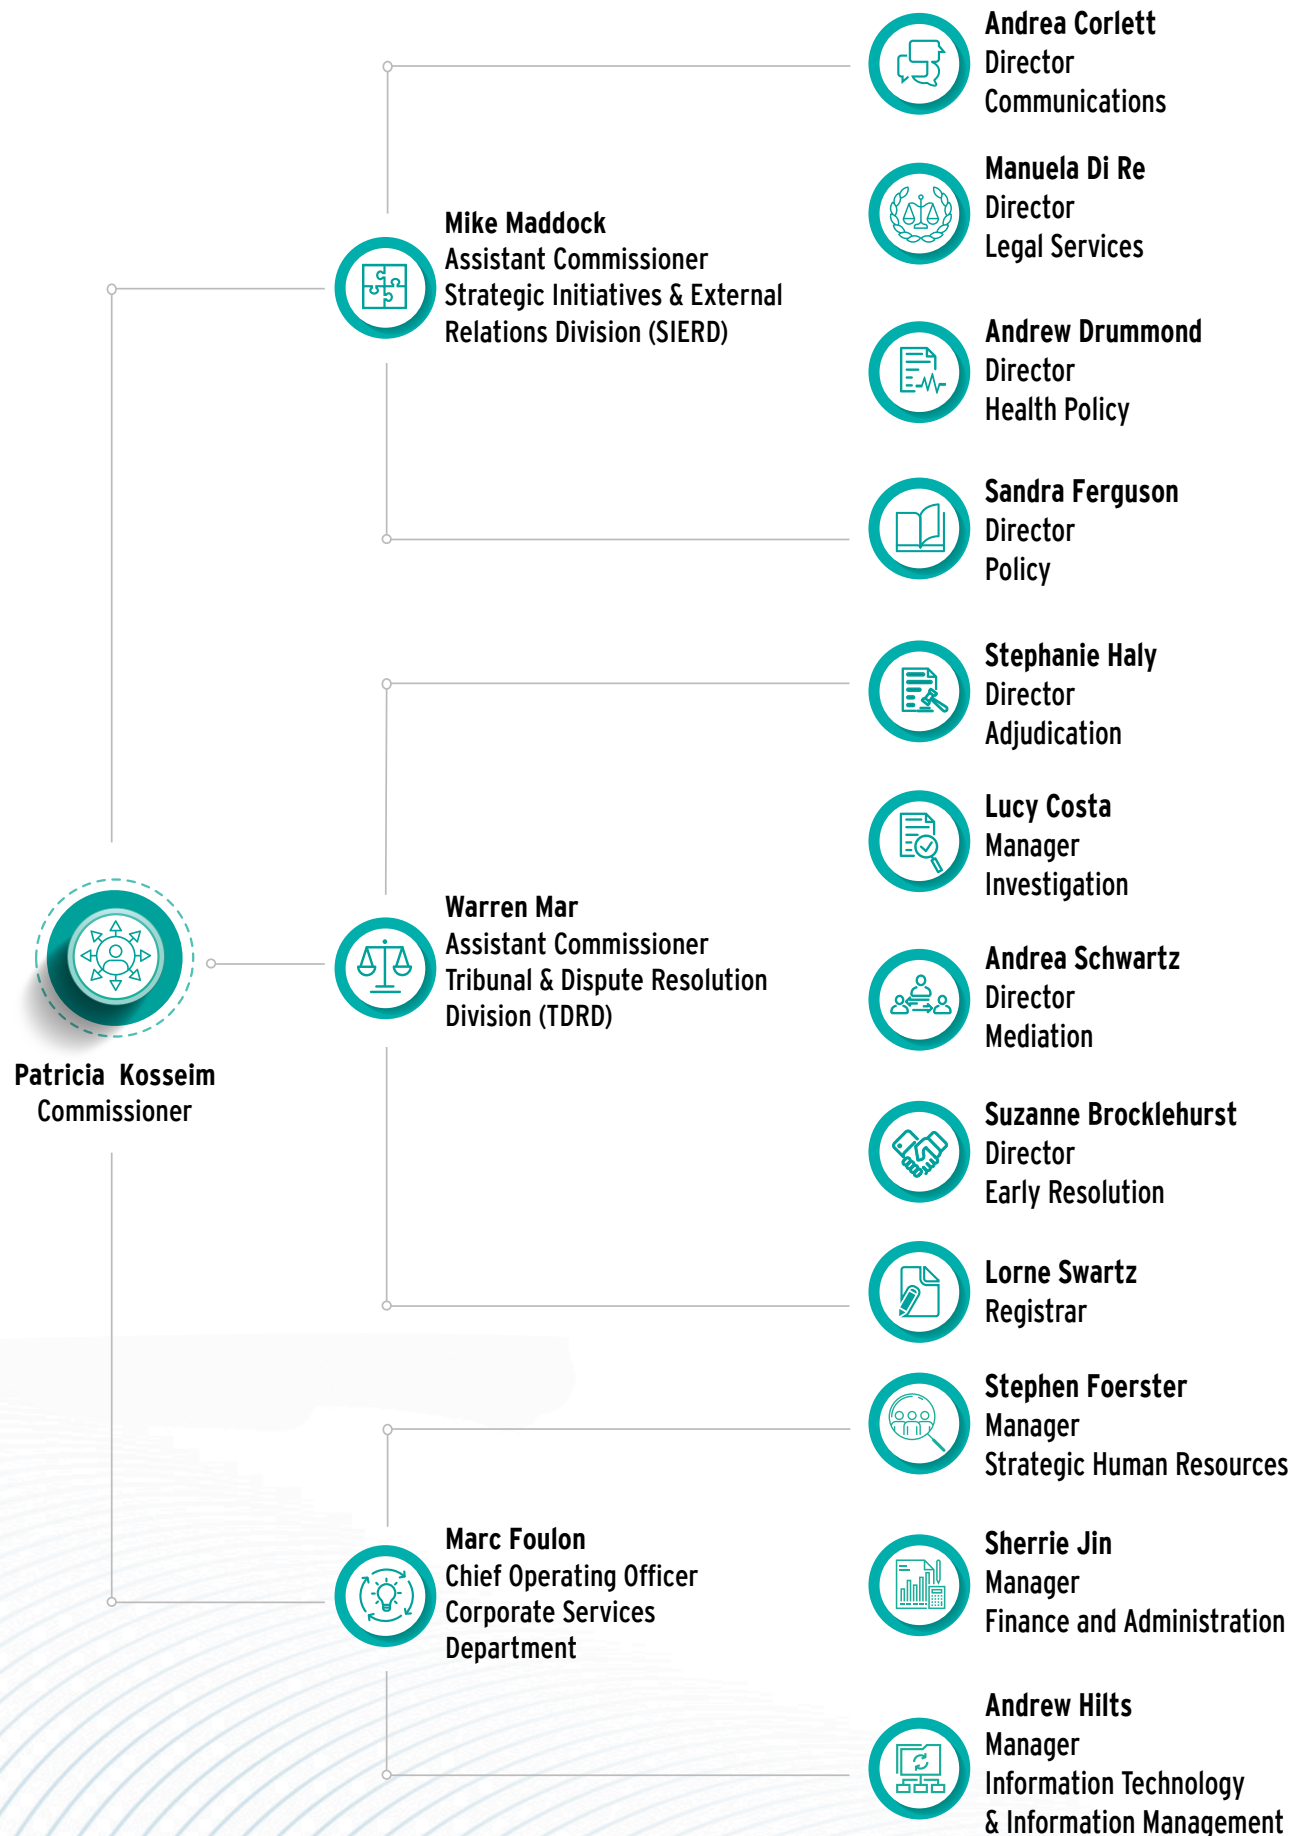 Andrea Corlett
Director
Communications
Manuela Di Re
Director
Legal Services
Mike Maddock
Assistant Commissioner
Strategic Initiatives & External
Relations Division (SIERD)
Andrew Drummond
Director
Health Policy
Sandra Ferguson
Director
Policy
Stephanie Haly
Director
Adjudication
Lucy Costa
Manager
Investigation
Warren Mar
Assistant Commissioner
Tribunal & Dispute Resolution
Division (TDRD)
Andrea Schwartz
Director
Mediation
Patricia Kosseim
Commissioner
Suzanne Brocklehurst
Director
Early Resolution
Lorne Swartz
Registrar
Stephen Foerster
Manager
Strategic Human Resources
Marc Foulon
Chief Operating Officer
Corporate Services
Department
Sherrie Jin
Manager
Finance and Administration
Andrew Hilts
Manager
Information Technology
& Information Management